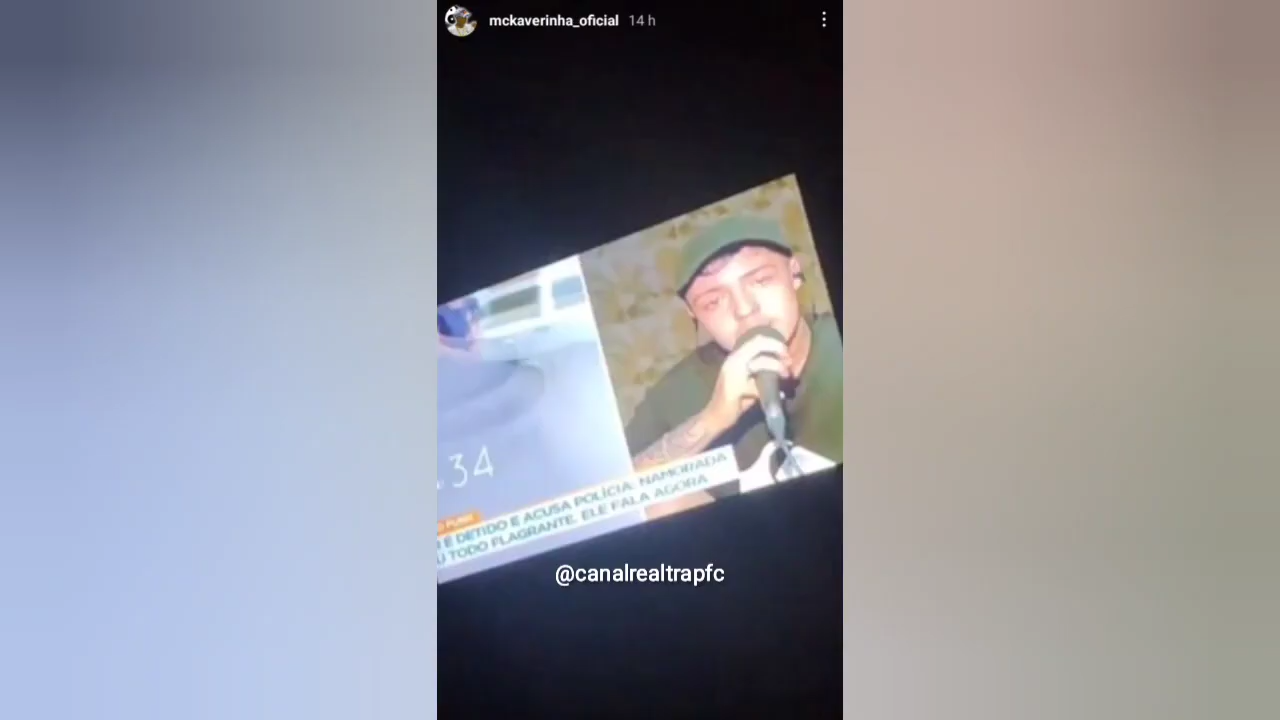 mckaverinha_oficial 14 h
.34
É DETIDO E ACUSA POLÍCIA: NAMORADA
U TODO FLAGRANTE. ELE FALA AGORA
@canalrealtrapfc